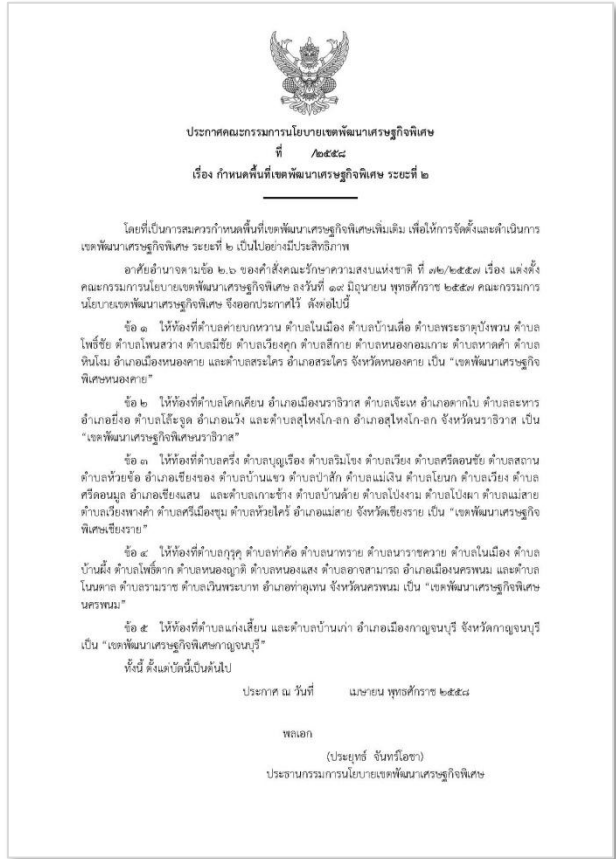 ประกาศคณะกรรมการนโยบายเขตพัฒนาเศรษฐกิจพิเศษ
ที่ /๒๕๕๘
เรื่อง กำหนดพื้นที่เขตพัฒนาเศรษฐกิจพิเศษ ระยะที่ ๒
โดยที่เป็นการสมควรกำหนดพื้นที่เขตพัฒนาเศรษฐกิจพิเศษเพิ่มเติม เพื่อให้การจัดตั้งและดำเนินการ
เขตพัฒนาเศรษฐกิจพิเศษ ระยะที่ ๒ เป็นไปอย่างมีประสิทธิภาพ
อาศัยอำนาจตามข้อ ๒.๖ ของคำสั่งคณะรักษาความสงบแห่งชาติ ที่ ๗๒/๒๕๕๗ เรื่อง แต่งตั้ง
คณะกรรมการนโยบายเขตพัฒนาเศรษฐกิจพิเศษ ลงวันที่ ๑๙ มิถุนายน พุทธศักราช ๒๕๕๗ คณะกรรมการ
นโยบายเขตพัฒนาเศรษฐกิจพิเศษ จึงออกประกาศไว้ ดังต่อไปนี้
ข้อ ๑ ให้ท้องที่ตำบลค่ายบกหวาน ตำบลในเมือง ตำบลบ้านเดื่อ ตำบลพระธาตุบังพวน ตำบล
โพธิ์ชัย ตำบลโพนสว่าง ตำบลมีชัย ตำบลเวียงคุก ตำบลสีกาย ตำบลหนองกอมเกาะ ตำบลหาดคำ ตำบล
หินโงม อำเภอเมืองหนองคาย และตำบลสระใคร อำเภอสระใคร จังหวัดหนองคาย เป็น “เขตพัฒนาเศรษฐกิจ
พิเศษหนองคาย”
ข้อ ๒ ให้ท้องที่ตำบลโคกเคียน อำเภอเมืองนราธิวาส ตำบลเจ๊ะเห อำเภอตากใบ ตำบลละหาร
อำเภอยี่งอ ตำบลโล๊ะจูด อำเภอแว้ง และตำบลสุไหงโก-ลก อำเภอสุไหงโก-ลก จังหวัดนราธิวาส เป็น
“เขตพัฒนาเศรษฐกิจพิเศษนราธิวาส”
ข้อ ๓ ให้ท้องที่ตำบลครึ่ง ตำบลบุญเรือง ตำบลริมโขง ตำบลเวียง ตำบลศรีดอนชัย ตำบลสถาน
ตำบลห้วยซ้อ อำเภอเชียงของ ตำบลบ้านแซว ตำบลป่าสัก ตำบลแม่เงิน ตำบลโยนก ตำบลเวียง ตำบล
ศรีดอนมูล อำเภอเชียงแสน และตำบลเกาะช้าง ตำบลบ้านด้าย ตำบลโป่งงาม ตำบลโป่งผา ตำบลแม่สาย
ตำบลเวียงพางคำ ตำบลศรีเมืองชุม ตำบลห้วยไคร้ อำเภอแม่สาย จังหวัดเชียงราย เป็น “เขตพัฒนาเศรษฐกิจ
พิเศษเชียงราย”
ข้อ ๔ ให้ท้องที่ตำบลกุรุคุ ตำบลท่าค้อ ตำบลนาทราย ตำบลนาราชควาย ตำบลในเมือง ตำบล
บ้านผึ้ง ตำบลโพธิ์ตาก ตำบลหนองญาติ ตำบลหนองแสง ตำบลอาจสามารถ อำเภอเมืองนครพนม และตำบล
โนนตาล ตำบลรามราช ตำบลเวินพระบาท อำเภอท่าอุเทน จังหวัดนครพนม เป็น “เขตพัฒนาเศรษฐกิจพิเศษ
นครพนม”
ข้อ ๕ ให้ท้องที่ตำบลแก่งเสี้ยน และตำบลบ้านเก่า อำเภอเมืองกาญจนบุรี จังหวัดกาญจนบุรี
เป็น “เขตพัฒนาเศรษฐกิจพิเศษกาญจนบุรี”
ทั้งนี้ ตั้งแต่บัดนี้เป็นต้นไป
ประกาศ ณ วันที่ เมษายน พุทธศักราช ๒๕๕๘
พลเอก
(ประยุทธ์ จันทร์โอชา)
ประธานกรรมการนโยบายเขตพัฒนาเศรษฐกิจพิเศษ